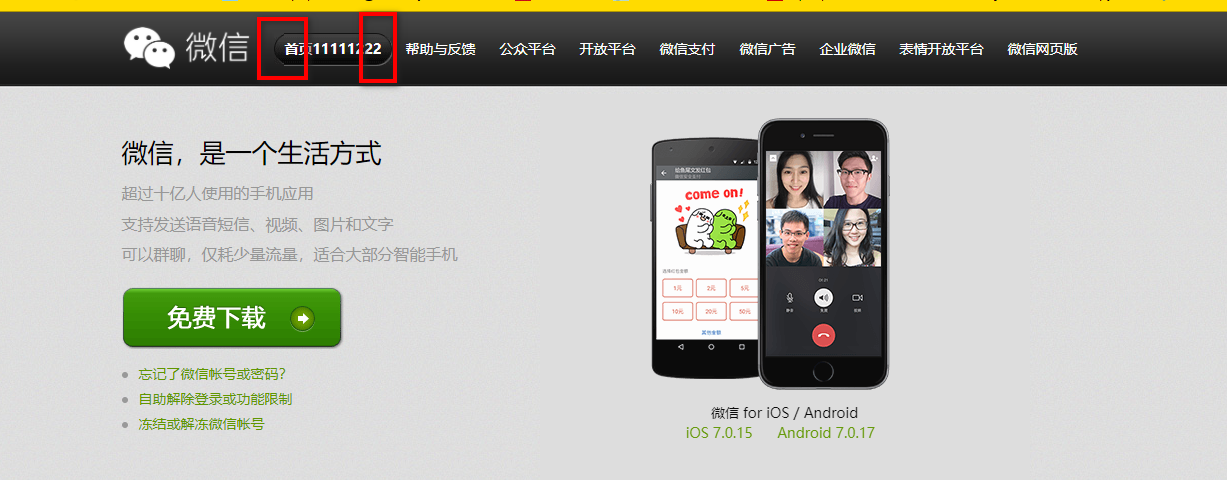 微信
首页11111222 帮助与反馈 公众平台 开放平台 微信支付 微信广告 企业微信 表情开放平台 微信网页版
微信，是一个生活方式
超过十亿人使用的手机应用
支持发送语音短信、视频、图片和文字
可以群聊，仅耗少量流量，适合大部分智能手机
免费下载
忘记了微信帐号或密码?
自助解除登录或功能限制
冻结或解冻微信帐号
come on!
1元 2元 5元
10元 20元 50元
其他金额
微信 for iOS / Android
iOS 7.0.15 Android 7.0.17